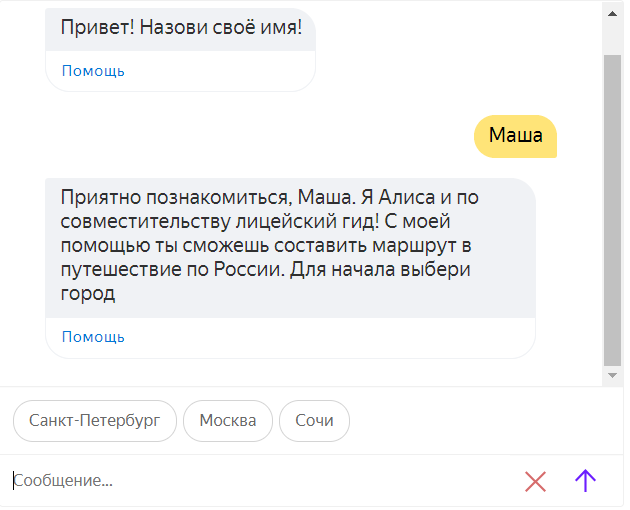 Привет! Назови своё имя!
Помощь
Маша
Приятно познакомиться, Маша. Я Алиса и по
совместительству лицейский гид! С моей
помощью ты сможешь составить маршрут в
путешествие по России. Для начала выбери
город
Помощь
Санкт-Петербург Москва Сочи
Сообщение...